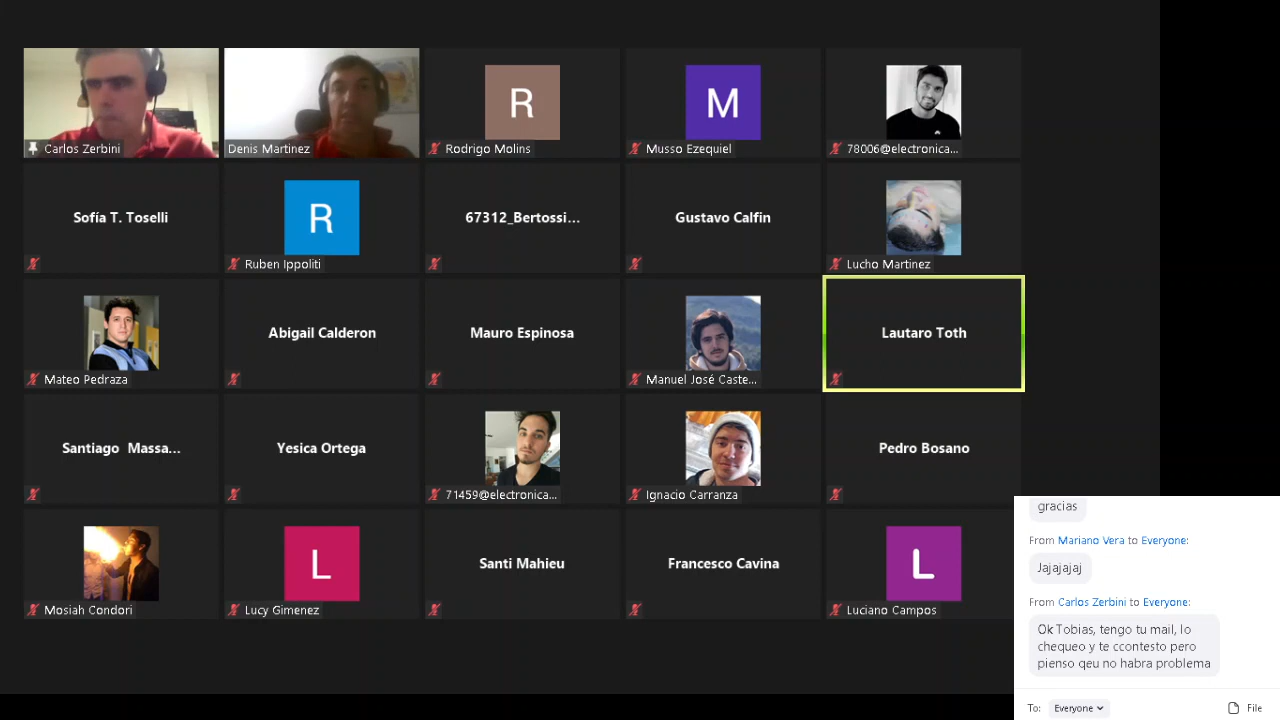 Carlos Zerbini
Denis Martinez
R
Rodrigo Molins
M
Musso Ezequiel
78006@electronica...
Sofía T. Toselli
R
Ruben Ippoliti
67312_Bertossi...
Gustavo Calfin
Lucho Martinez
Mateo Pedraza
Abigail Calderon
Mauro Espinosa
Manuel José Caste...
Lautaro Toth
Santiago Massa...
Yesica Ortega
71459@electronica...
Ignacio Carranza
Pedro Bosano
Mosiah Condori
L
Lucy Gimenez
Santi Mahieu
Francesco Cavina
L
Luciano Campos
gracias
From Mariano Vera to Everyone:
Jajajajaj
From Carlos Zerbini to Everyone:
Ok Tobias, tengo tu mail, lo
chequeo y te ccontesto pero
pienso qeu no habra problema
To: Everyone File